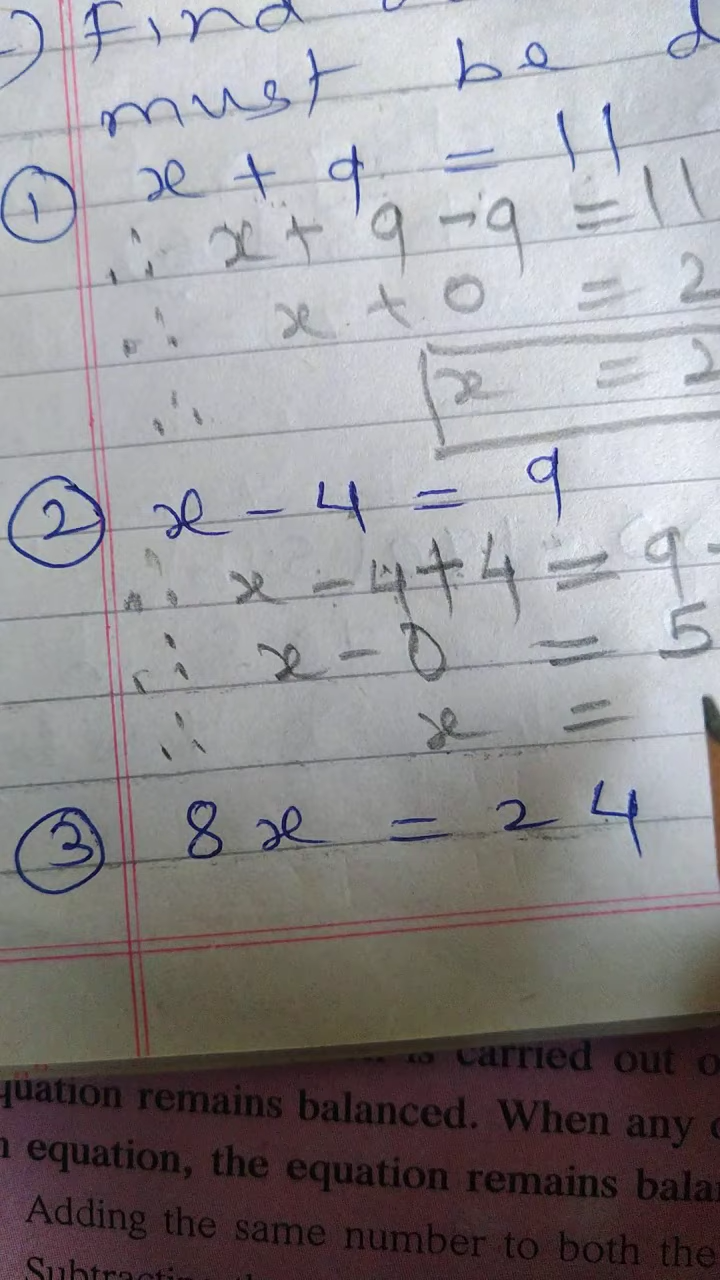 Find
must be d
① x + 9 = 11
∴ x + 9 - 9 = 11
∴ x + 0 = 2
∴ x = 2
② x - 4 = 9
∴ x - 4 + 4 = 9 -
∴ x - 0 = 5
∴ x =
③ 8x = 24
is carried out
quation remains balanced. When any
equation, the equation remains bala
Adding the same number to both the